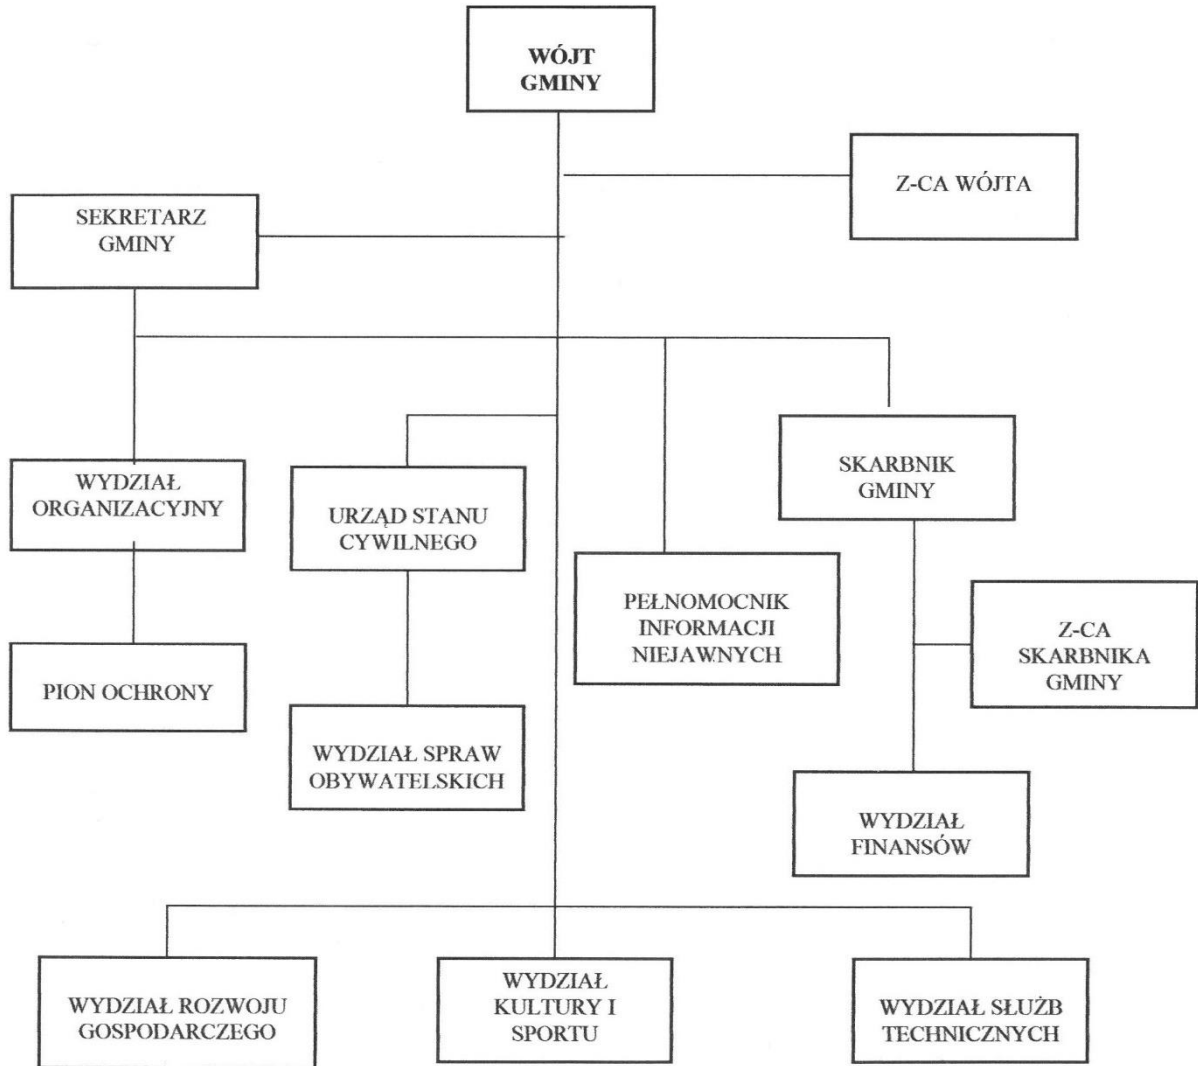 WÓJT
GMINY
Z-CA WÓJTA
SEKRETARZ
GMINY
WYDZIAŁ
ORGANIZACYJNY
URZĄD STANU
CYWILNEGO
SKARBNIK
GMINY
PEŁNOMOCNIK
INFORMACJI
NIEJAWNYCH
Z-CA
SKARBNIKA
GMINY
PION OCHRONY
WYDZIAŁ SPRAW
OBYWATELSKICH
WYDZIAŁ
FINANSÓW
WYDZIAŁ ROZWOJU
GOSPODARCZEGO
WYDZIAŁ
KULTURY I
SPORTU
WYDZIAŁ SŁUŻB
TECHNICZNYCH